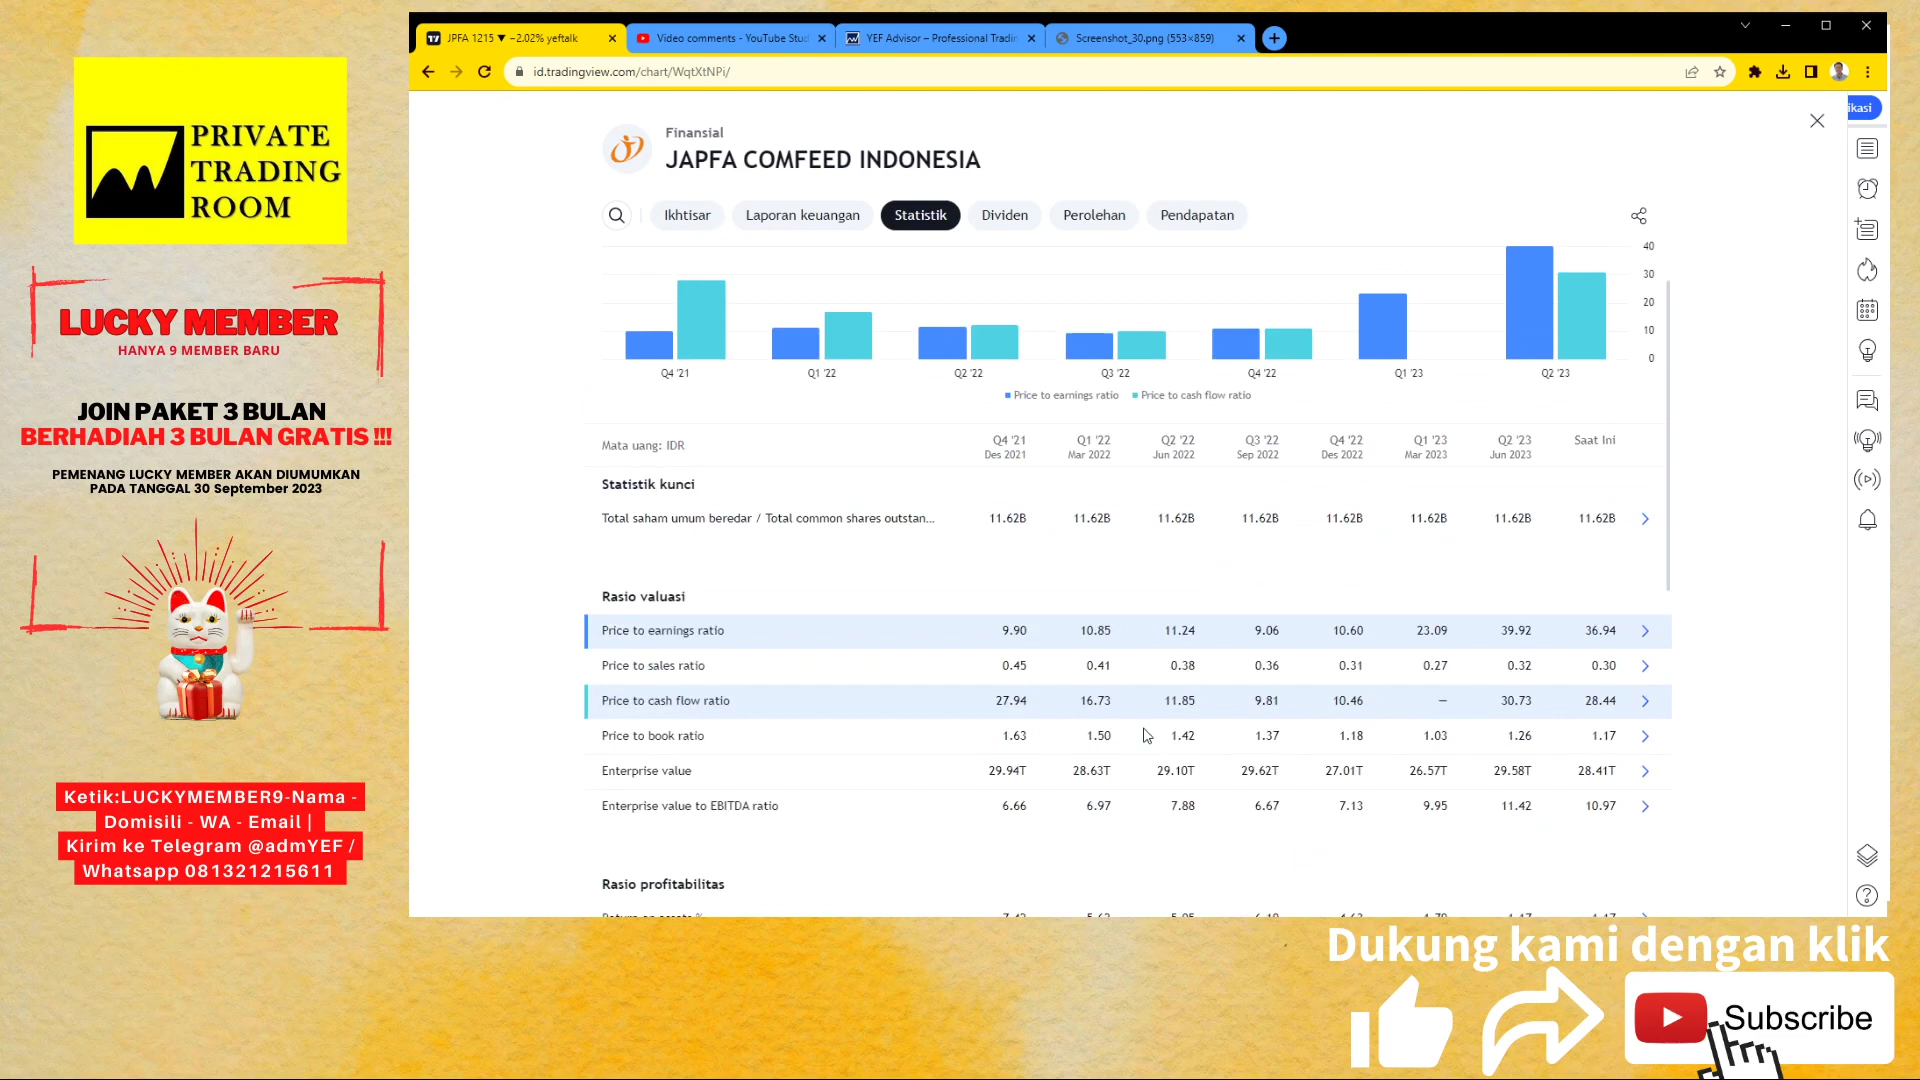 PRIVATE
TRADING
ROOM
LUCKY MEMBER
HANYA 9 MEMBER BARU
JOIN PAKET 3 BULAN
BERHADIAH 3 BULAN GRATIS !!!
PEMENANG LUCKY MEMBER AKAN DIUMUMKAN
PADA TANGGAL 30 September 2023
Ketik:LUCKYMEMBER9-Nama -
Domisili - WA - Email |
Kirim ke Telegram @admYEF /
Whatsapp 081321215611
JPFA 1215 ▼ −2.02% yeftalk
Video comments - YouTube Stud
YEF Advisor – Professional Tradin
Screenshot_30.png (553×859)
id.tradingview.com/chart/WqtXtNPi/
ikasi
Finansial
JAPFA COMFEED INDONESIA
Ikhtisar Laporan keuangan Statistik Dividen Perolehan Pendapatan
40
30
20
10
0
Q4 '21 Q1 '22 Q2 '22 Q3 '22 Q4 '22 Q1 '23 Q2 '23
Price to earnings ratio Price to cash flow ratio
Mata uang: IDR Q4 '21 Q1 '22 Q2 '22 Q3 '22 Q4 '22 Q1 '23 Q2 '23 Saat Ini
Des 2021 Mar 2022 Jun 2022 Sep 2022 Des 2022 Mar 2023 Jun 2023
Statistik kunci
Total saham umum beredar / Total common shares outstan... 11.62B 11.62B 11.62B 11.62B 11.62B 11.62B 11.62B 11.62B
Rasio valuasi
Price to earnings ratio 9.90 10.85 11.24 9.06 10.60 23.09 39.92 36.94
Price to sales ratio 0.45 0.41 0.38 0.36 0.31 0.27 0.32 0.30
Price to cash flow ratio 27.94 16.73 11.85 9.81 10.46 — 30.73 28.44
Price to book ratio 1.63 1.50 1.42 1.37 1.18 1.03 1.26 1.17
Enterprise value 29.94T 28.63T 29.10T 29.62T 27.01T 26.57T 29.58T 28.41T
Enterprise value to EBITDA ratio 6.66 6.97 7.88 6.67 7.13 9.95 11.42 10.97
Rasio profitabilitas
Dukung kami dengan klik
Subscribe